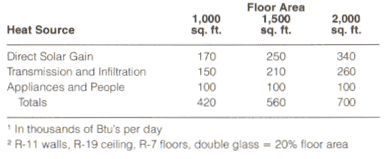 Floor Area
1,000 1,500 2,000
Heat Source sq. ft. sq. ft. sq. ft.
Direct Solar Gain 170 250 340
Transmission and Infiltration 150 210 260
Appliances and People 100 100 100
Totals 420 560 700
¹ In thousands of Btu's per day
² R-11 walls, R-19 ceiling, R-7 floors, double glass = 20% floor area